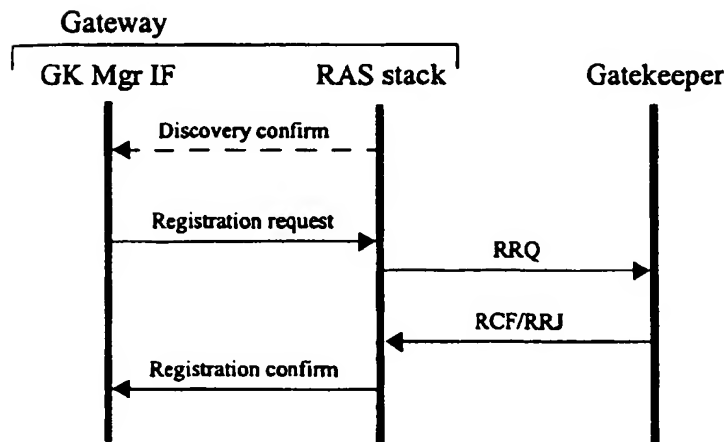 Gateway
GK Mgr IF RAS stack Gatekeeper
Discovery confirm
Registration request
RRQ
RCF/RRJ
Registration confirm